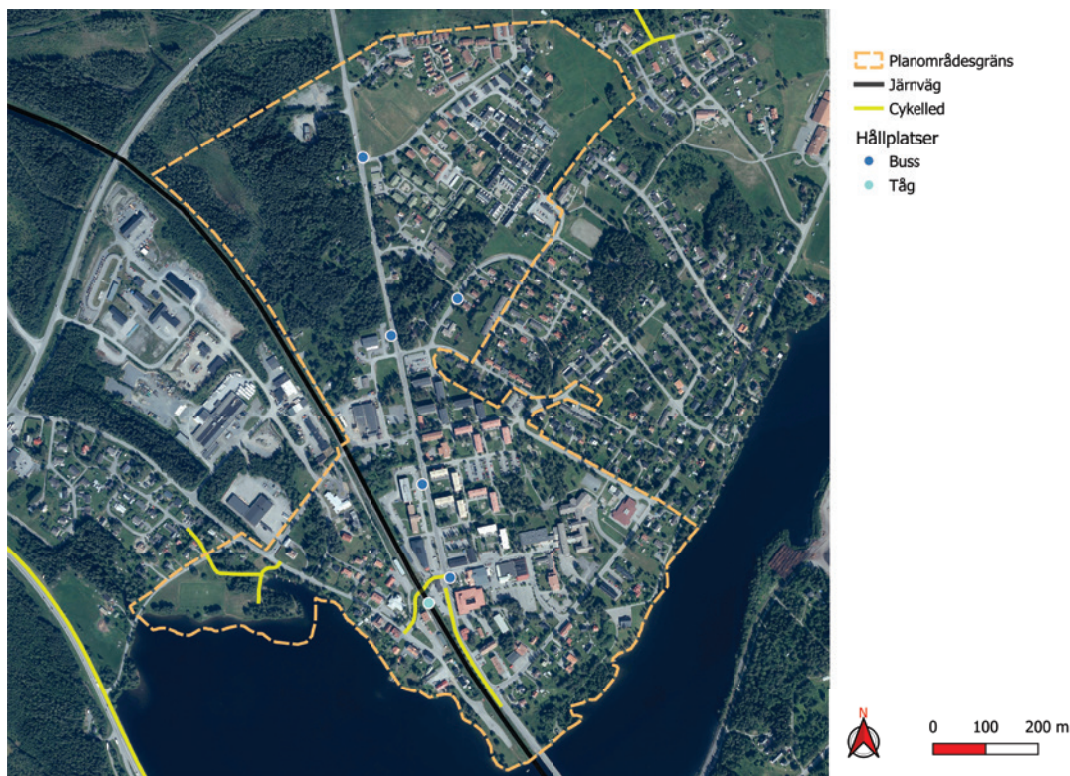 Planområdesgräns
Järnväg
Cykelled
Hållplatser
Buss
Tåg
N
0 100 200 m